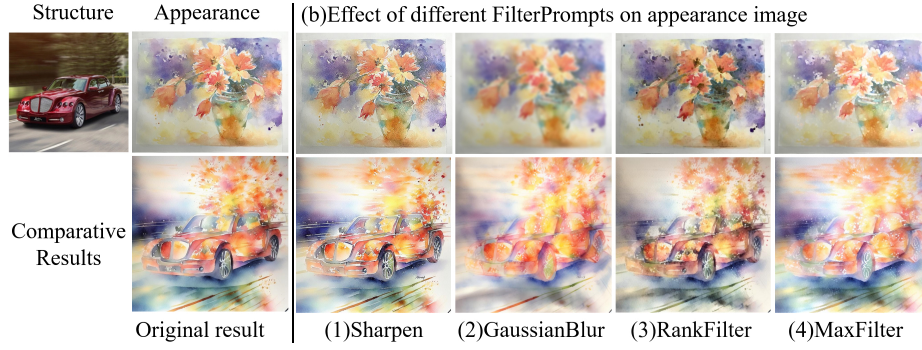 Structure
Appearance
(b)Effect of different FilterPrompts on appearance image
Comparative
Results
Original result
(1)Sharpen
(2)GaussianBlur
(3)RankFilter
(4)MaxFilter